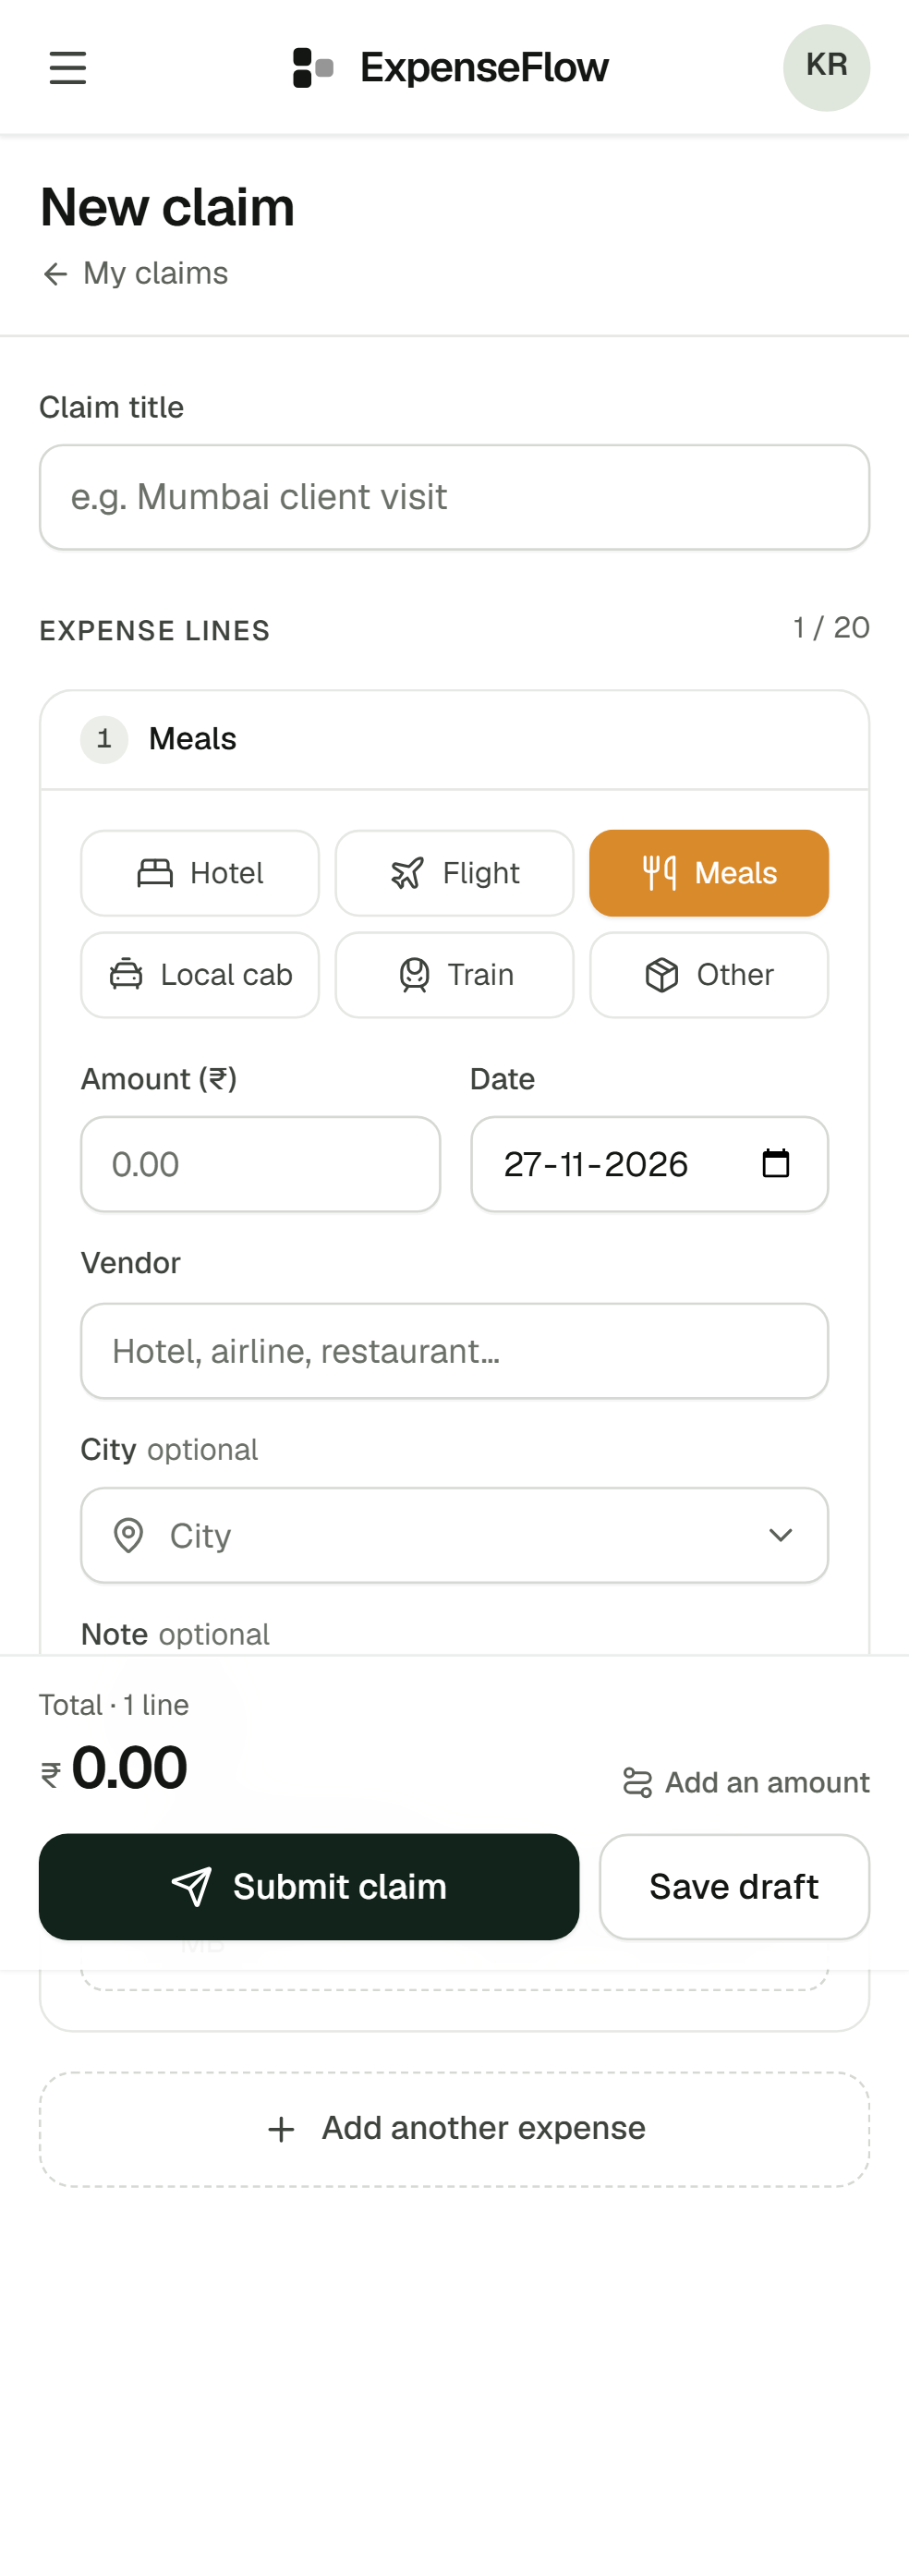 ExpenseFlow
KR
New claim
← My claims
Claim title
e.g. Mumbai client visit
EXPENSE LINES 1 / 20
1 Meals
Hotel Flight Meals
Local cab Train Other
Amount (₹) Date
0.00 27-11-2026
Vendor
Hotel, airline, restaurant...
City optional
City
Note optional
Total · 1 line
₹ 0.00 Add an amount
Submit claim Save draft
MB
+ Add another expense